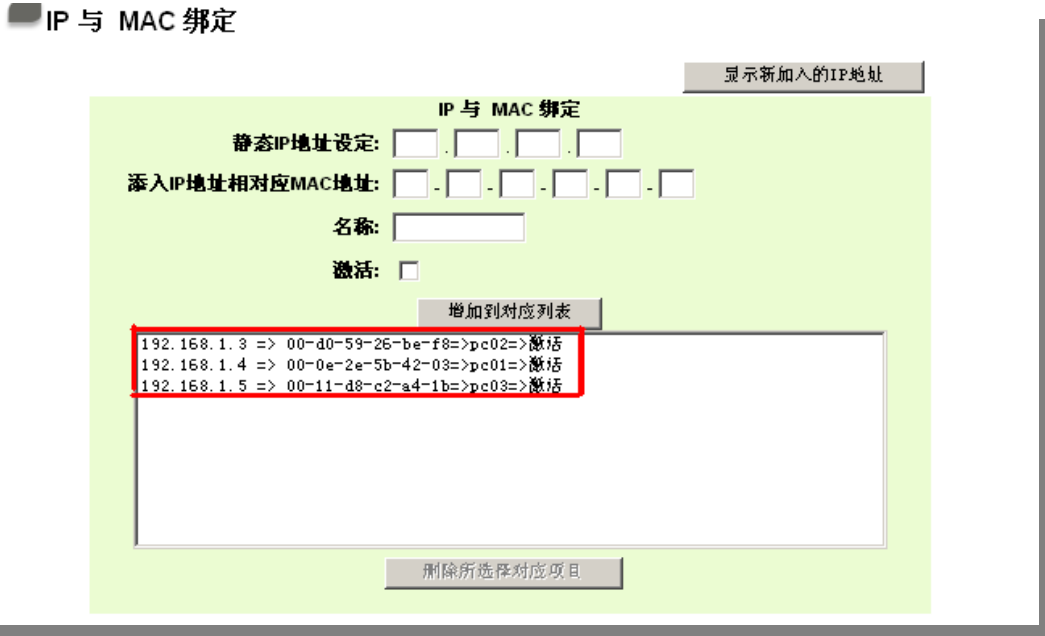 IP 与 MAC 绑定
显示新加入的IP地址
IP 与 MAC 绑定
静态IP地址设定: . . .
添入IP地址相对应MAC地址: - - - - -
名称:
激活:
增加到对应列表
192.168.1.3 => 00-d0-59-26-be-f8=>pc02=>激活
192.168.1.4 => 00-0e-2e-5b-42-03=>pc01=>激活
192.168.1.5 => 00-11-d8-c2-a4-1b=>pc03=>激活
删除所选择对应项目